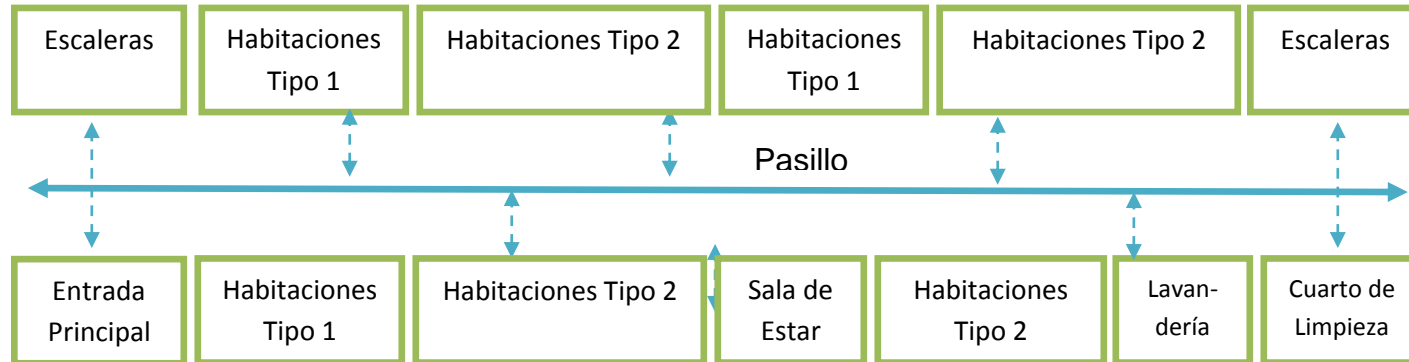 Escaleras
Habitaciones
Tipo 1
Habitaciones Tipo 2
Habitaciones
Tipo 1
Habitaciones Tipo 2
Escaleras
Pasillo
Entrada
Principal
Habitaciones
Tipo 1
Habitaciones Tipo 2
Sala de
Estar
Habitaciones
Tipo 2
Lavan-
dería
Cuarto de
Limpieza